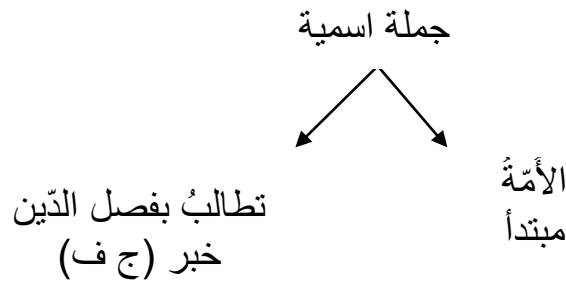 جملة اسمية
الأَمّةُ
مبتدأ
تطالبُ بفصل الدّين
خبر (ج ف)